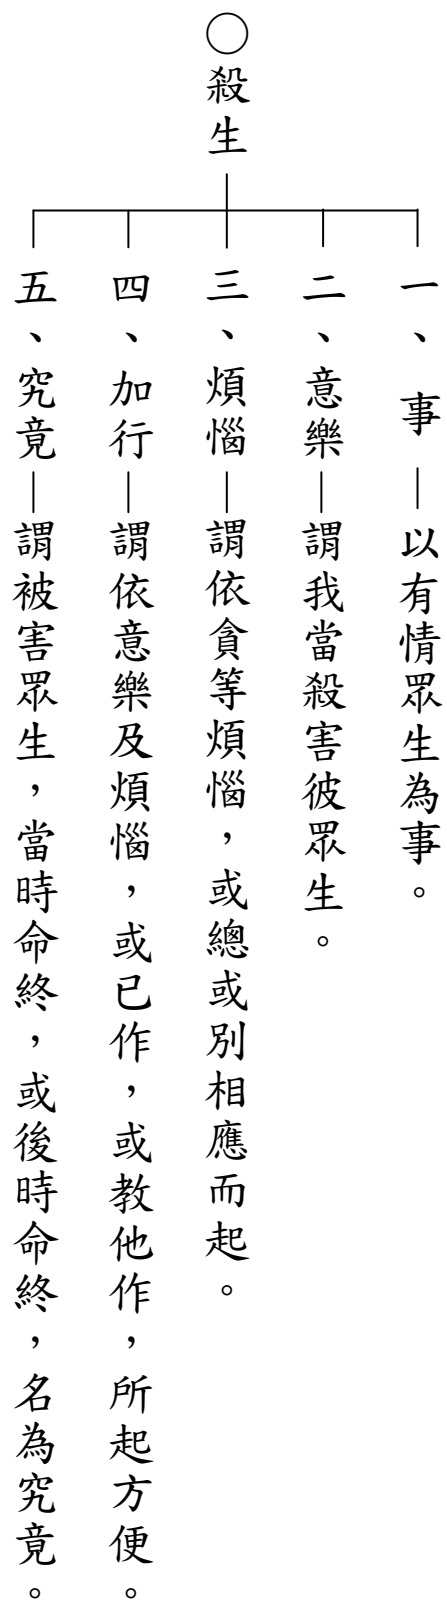 ○殺生
一、事—以有情眾生為事。
二、意樂—謂我當殺害彼眾生。
三、煩惱—謂依貪等煩惱，或總或別相應而起。
四、加行—謂依意樂及煩惱，或已作，或教他作，所起方便。
五、究竟—謂被害眾生，當時命終，或後時命終，名為究竟。